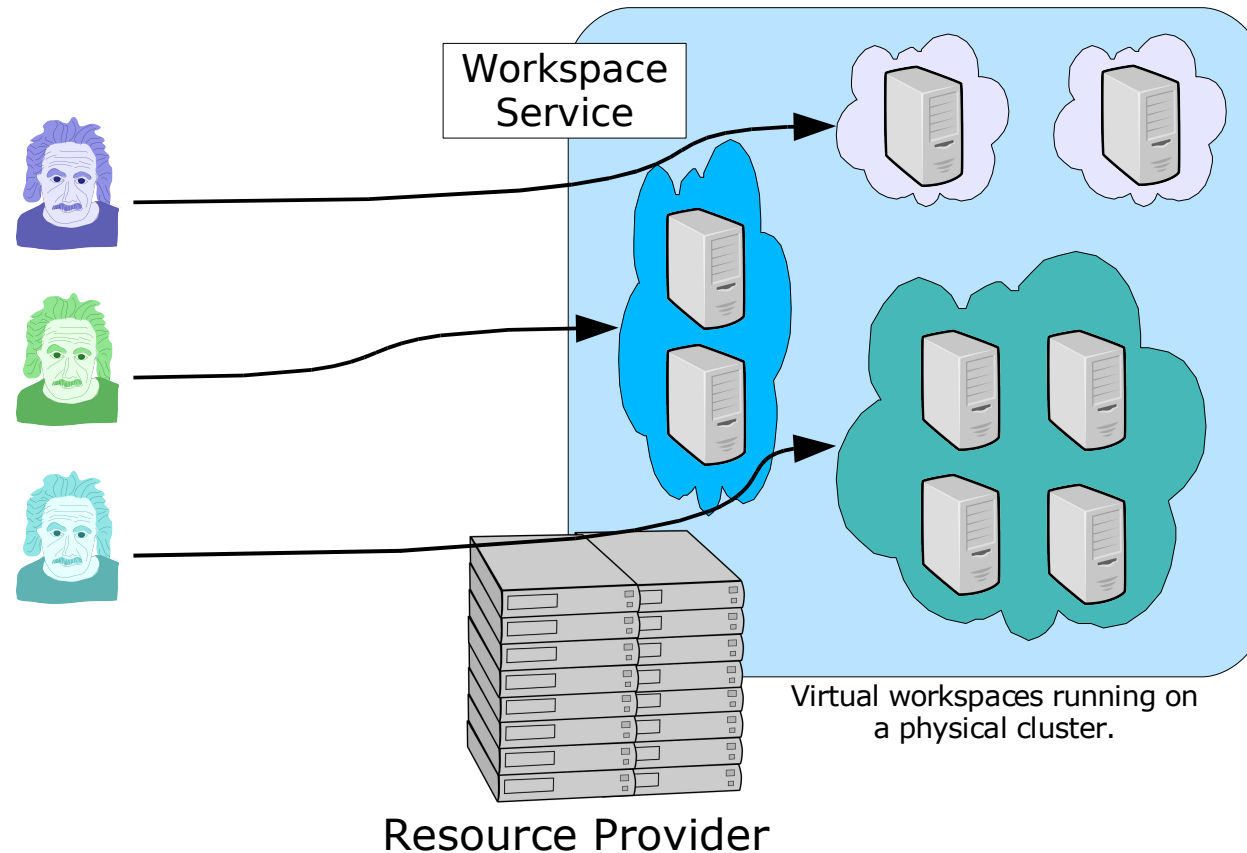 Workspace
Service
Virtual workspaces running on
a physical cluster.
Resource Provider